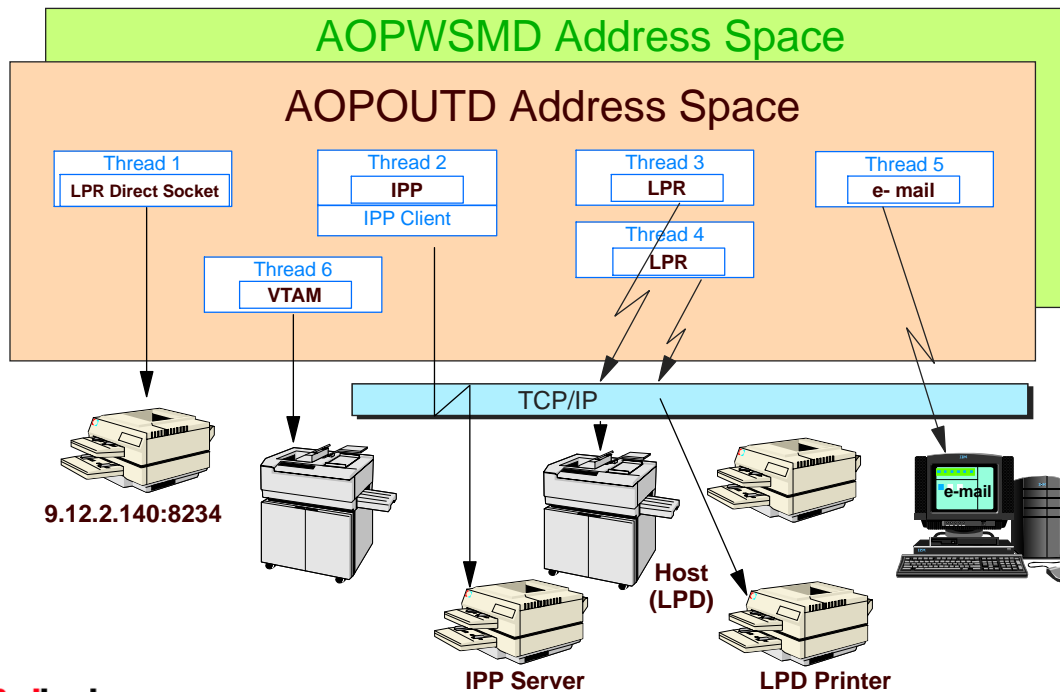 AOPWSMD Address Space
AOPOUTD Address Space
Thread 1
LPR Direct Socket
Thread 2
IPP
IPP Client
Thread 3
LPR
Thread 4
LPR
Thread 5
e- mail
Thread 6
VTAM
TCP/IP
9.12.2.140:8234
e-mail
Host
(LPD)
IPP Server
LPD Printer